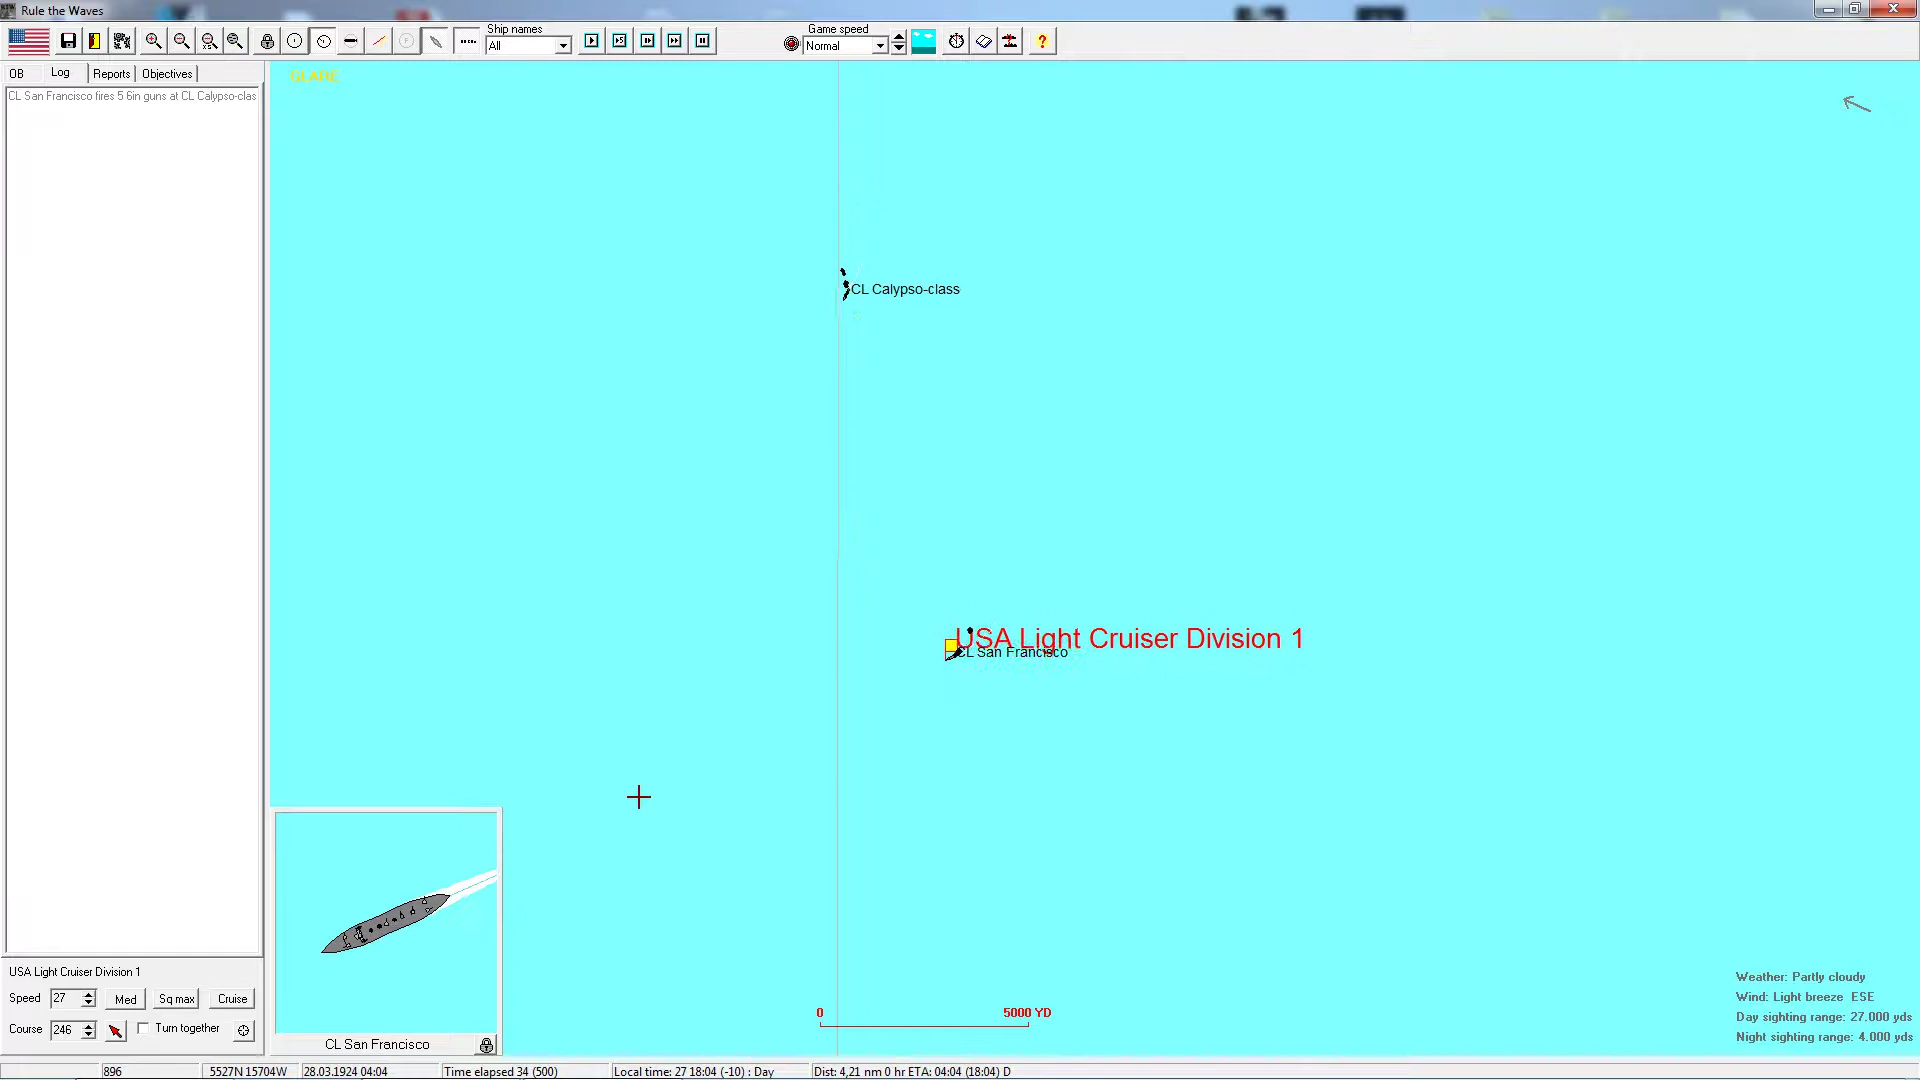 Rule the Waves
Ship names
All
Game speed
Normal
?
OB
Log
Reports
Objectives
CL San Francisco fires 5 6in guns at CL Calypso-clas
GLARE
CL Calypso-class
USA Light Cruiser Division 1
CL San Francisco
USA Light Cruiser Division 1
Speed 27 Med Sq max Cruise
Course 246 Turn together
CL San Francisco
0 5000 YD
Weather: Partly cloudy
Wind: Light breeze ESE
Day sighting range: 27.000 yds
Night sighting range: 4.000 yds
896 5527N 15704W 28.03.1924 04:04 Time elapsed 34 (500) Local time: 27 18:04 (-10) : Day Dist: 4,21 nm 0 hr ETA: 04:04 (18:04) D